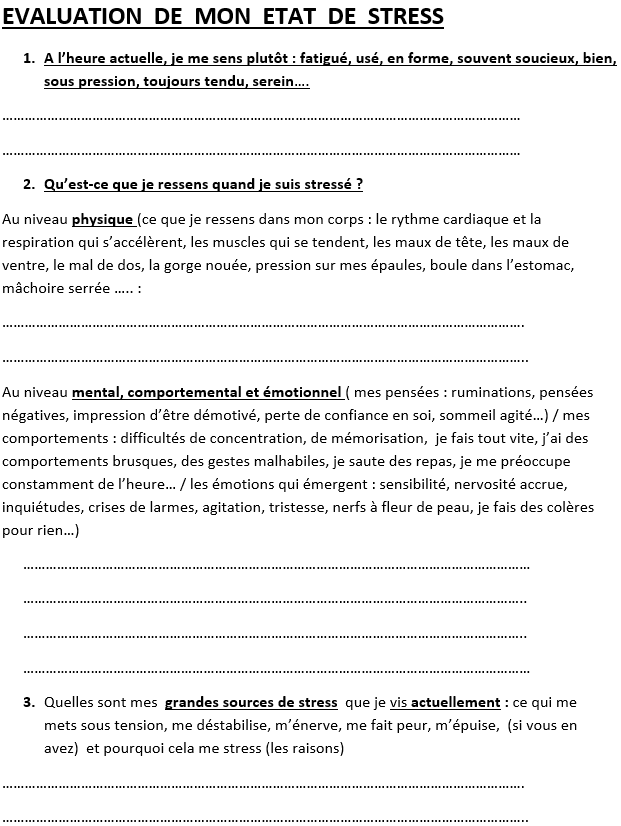 EVALUATION DE MON ETAT DE STRESS
1. A l’heure actuelle, je me sens plutôt : fatigué, usé, en forme, souvent soucieux, bien,
sous pression, toujours tendu, serein….
……………………………………………………………………………………………………………………………
……………………………………………………………………………………………………………………………
2. Qu’est-ce que je ressens quand je suis stressé ?
Au niveau physique (ce que je ressens dans mon corps : le rythme cardiaque et la
respiration qui s’accélèrent, les muscles qui se tendent, les maux de tête, les maux de
ventre, le mal de dos, la gorge nouée, pression sur mes épaules, boule dans l’estomac,
mâchoire serrée ….. :
…………………………………………………………………………………………………………………………….
……………………………………………………………………………………………………………………………..
Au niveau mental, comportemental et émotionnel ( mes pensées : ruminations, pensées
négatives, impression d’être démotivé, perte de confiance en soi, sommeil agité…) / mes
comportements : difficultés de concentration, de mémorisation, je fais tout vite, j’ai des
comportements brusques, des gestes malhabiles, je saute des repas, je me préoccupe
constamment de l’heure… / les émotions qui émergent : sensibilité, nervosité accrue,
inquiétudes, crises de larmes, agitation, tristesse, nerfs à fleur de peau, je fais des colères
pour rien…)
…………………………………………………………………………………………………………………………
………………………………………………………………………………………………………………………..
………………………………………………………………………………………………………………………..
…………………………………………………………………………………………………………………………
3. Quelles sont mes grandes sources de stress que je vis actuellement : ce qui me
mets sous tension, me déstabilise, m’énerve, me fait peur, m’épuise, (si vous en
avez) et pourquoi cela me stress (les raisons)
…………………………………………………………………………………………………………………………….
……………………………………………………………………………………………………………………………..